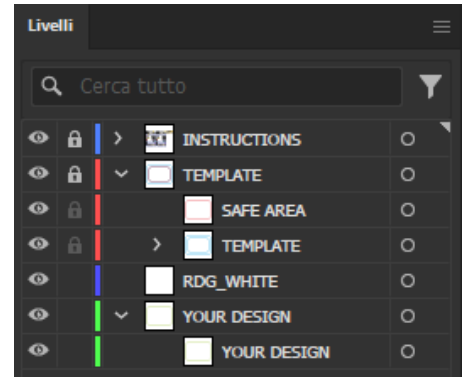 Livelli
Cerca tutto
INSTRUCTIONS
TEMPLATE
SAFE AREA
TEMPLATE
RDG_WHITE
YOUR DESIGN
YOUR DESIGN